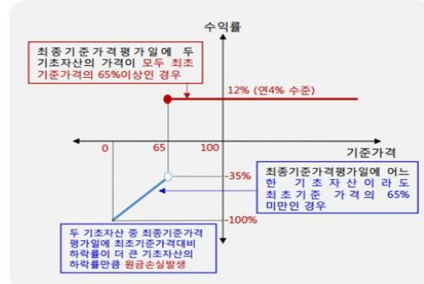 수익률
최종기준가격평가일에 두
기초자산의 가격이 모두 최초
기준가격의 65%이상인 경우
12% (연4% 수준)
0
65
100
기준가격
-35%
최종기준가격평가일에 어느
한 기초자산이라도
최초기준 가격의 65%
미만인 경우
-100%
두 기초자산 중 최종기준가격
평가일에 최초기준가격대비
하락률이 더 큰 기초자산의
하락률만큼 원금손실발생